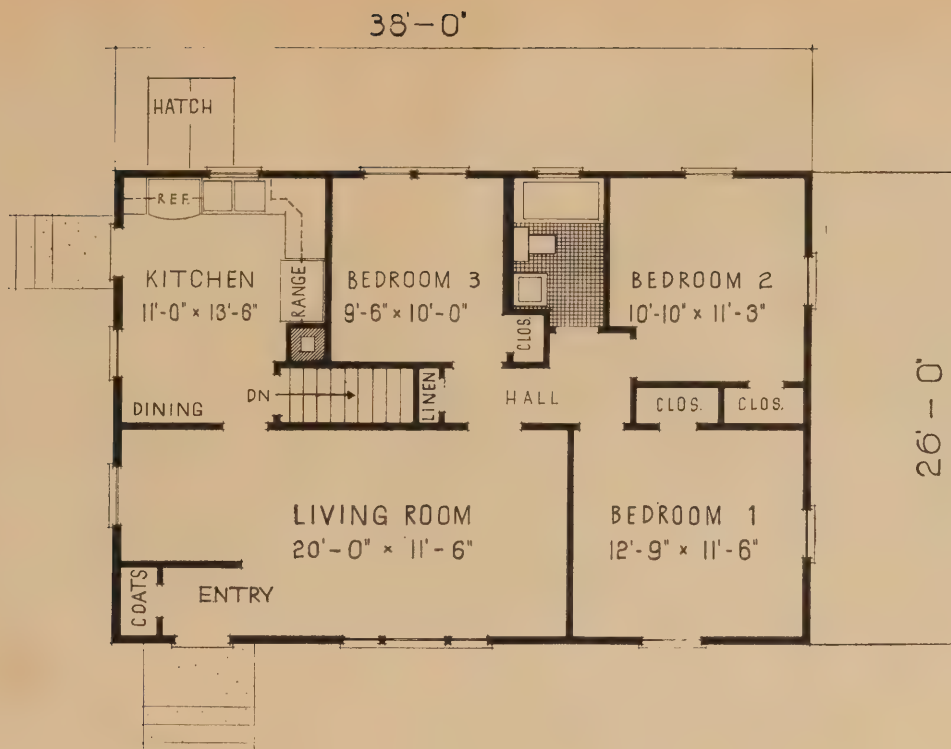 38'-0"
HATCH
REF.
KITCHEN
11'-0" × 13'-6"
RANGE
BEDROOM 3
9'-6" × 10'-0"
CLOS.
BEDROOM 2
10'-10" × 11'-3"
26'-0"
DINING
DN
LINEN
HALL
CLOS.
CLOS.
LIVING ROOM
20'-0" × 11'-6"
BEDROOM 1
12'-9" × 11'-6"
COATS
ENTRY